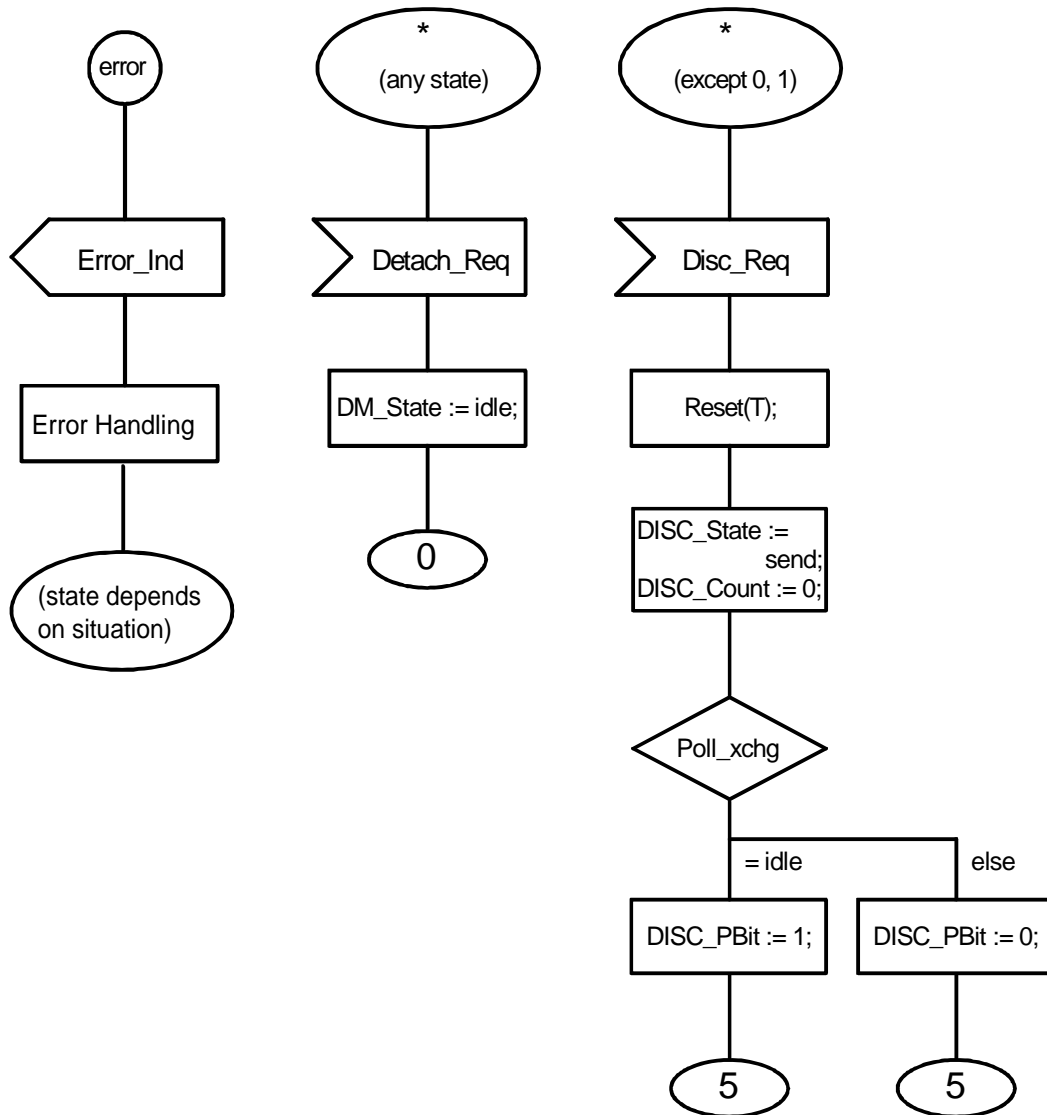 error
Error_Ind
Error Handling
(state depends
on situation)
*
(any state)
Detach_Req
DM_State := idle;
0
*
(except 0, 1)
Disc_Req
Reset(T);
DISC_State :=
send;
DISC_Count := 0;
Poll_xchg
= idle
else
DISC_PBit := 1;
DISC_PBit := 0;
5
5